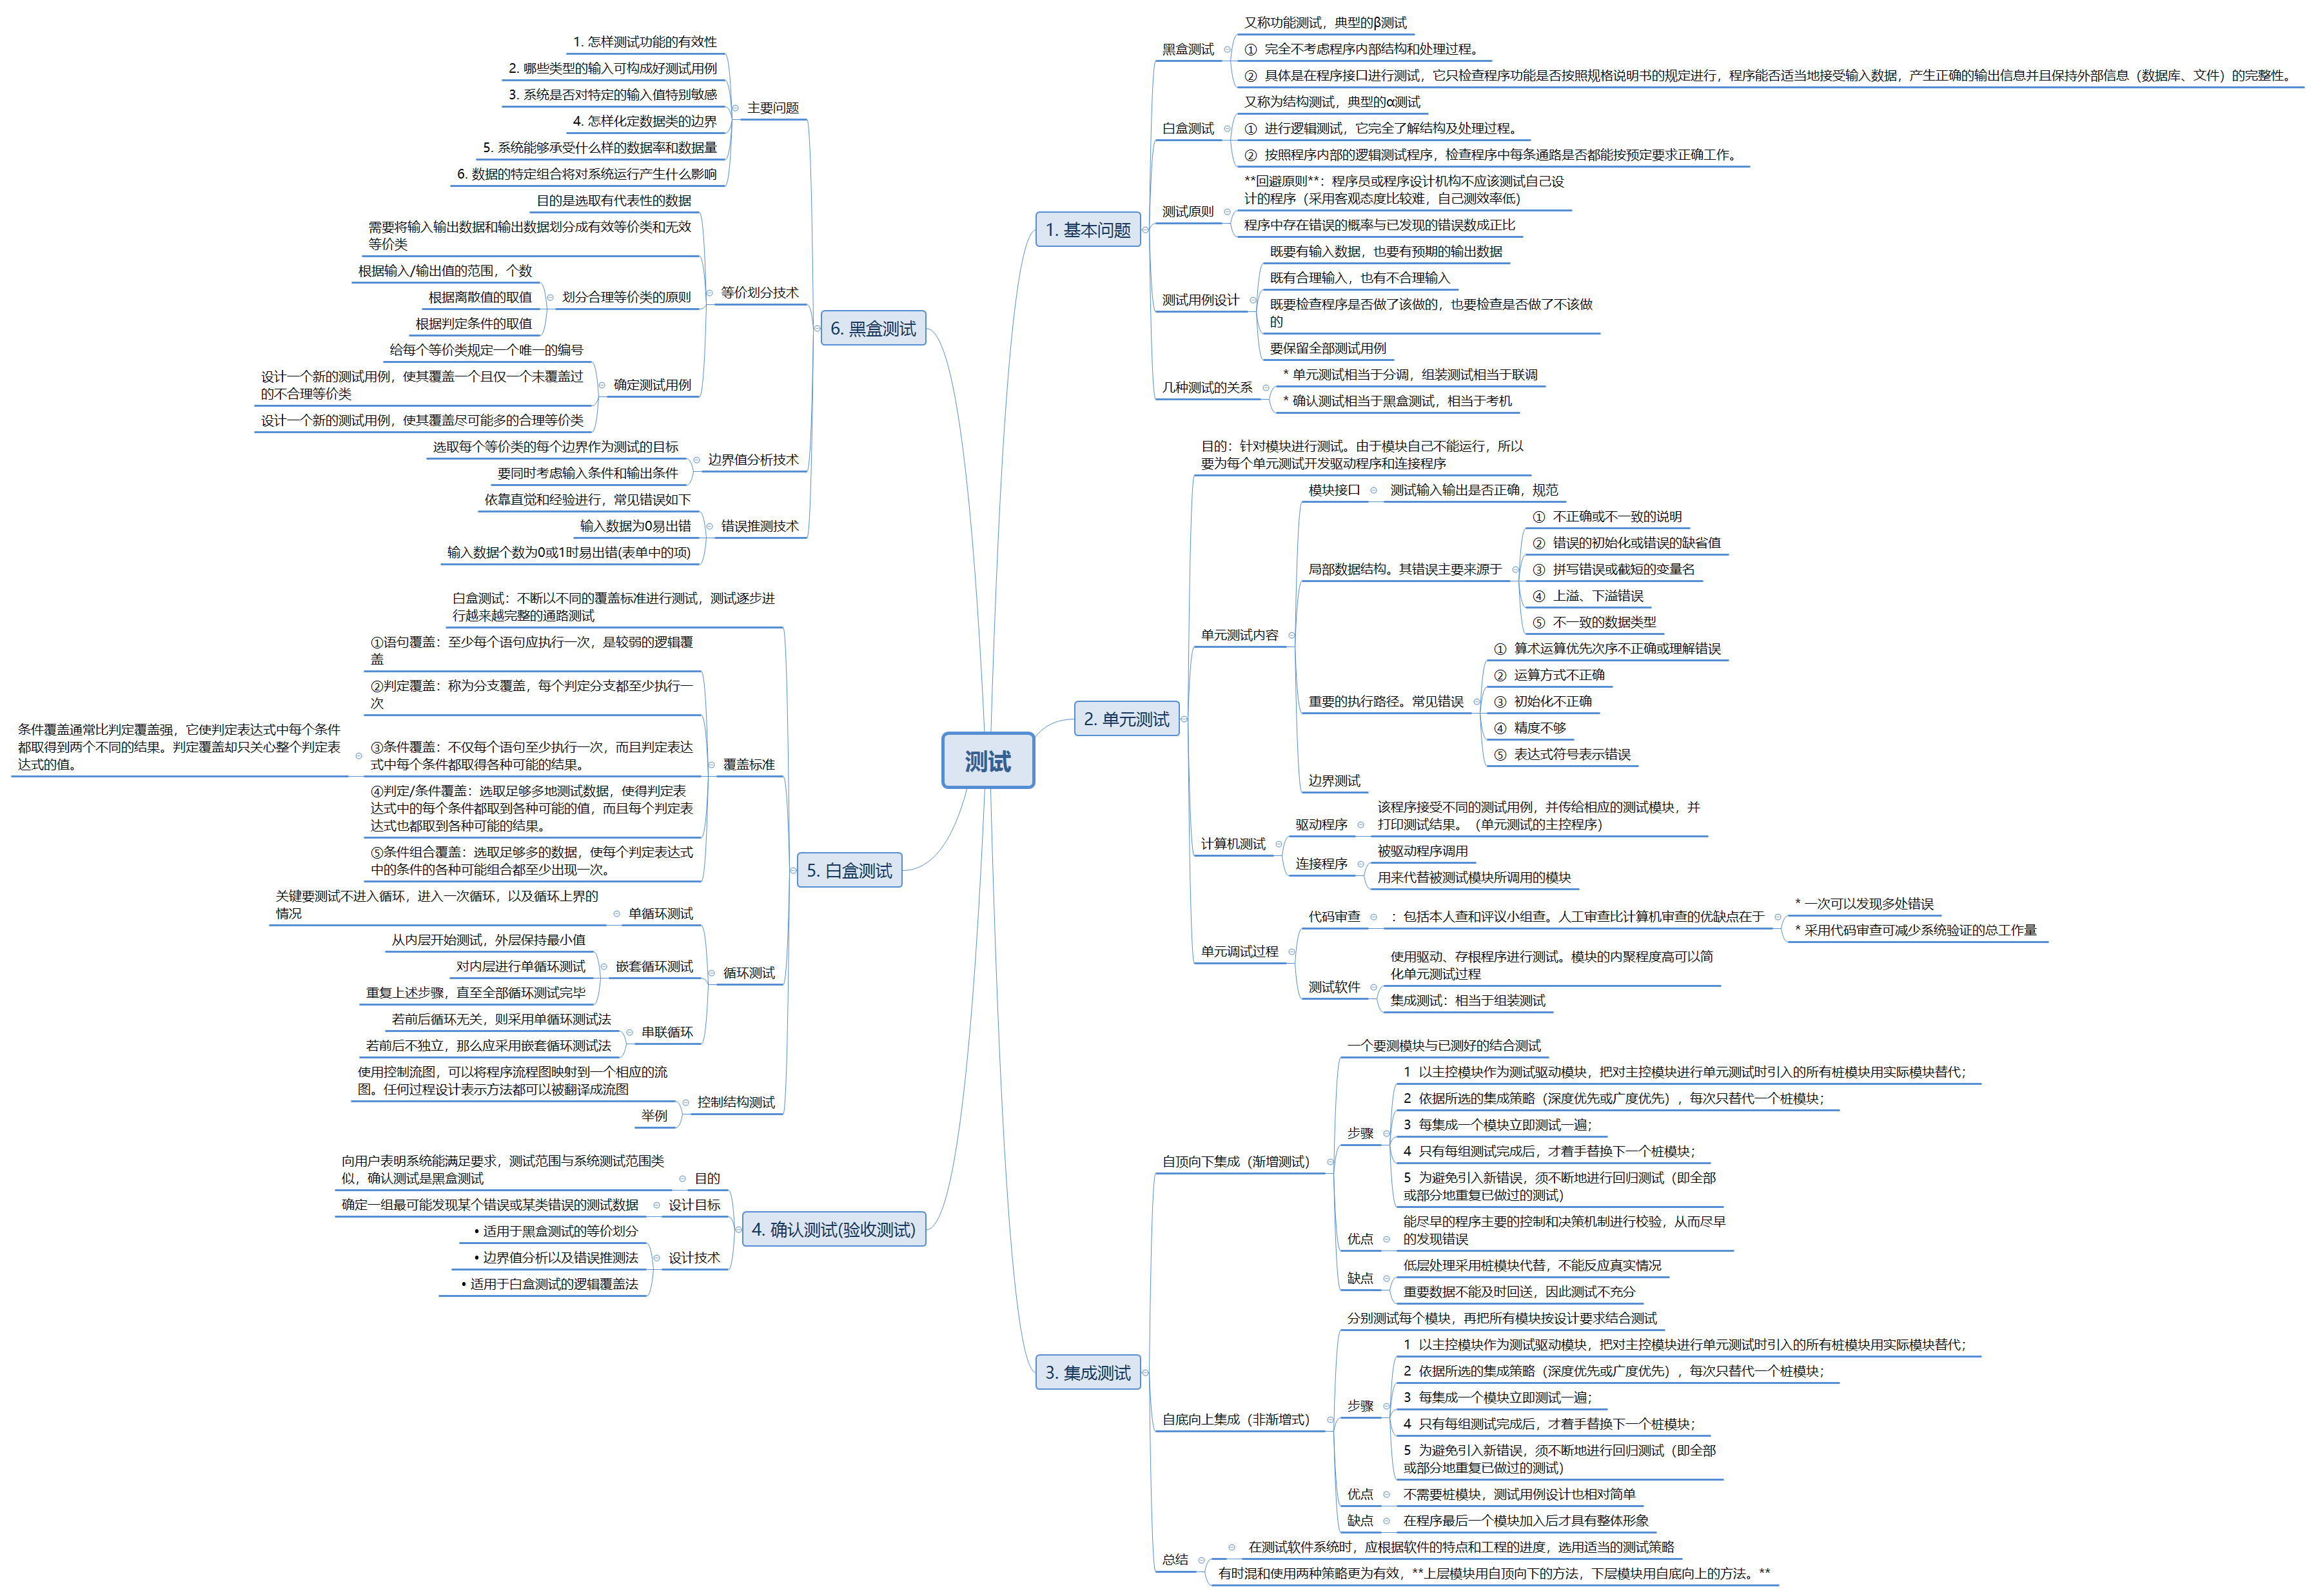 测试
1. 基本问题
黑盒测试
又称功能测试，典型的β测试
① 完全不考虑程序内部结构和处理过程。
② 具体是在程序接口进行测试，它只检查程序功能是否按照规格说明书的规定进行，程序能否适当地接受输入数据，产生正确的输出信息并且保持外部信息（数据库、文件）的完整性。
白盒测试
又称为结构测试，典型的α测试
① 进行逻辑测试，它完全了解结构及处理过程。
② 按照程序内部的逻辑测试程序，检查程序中每条通路是否都能按预定要求正确工作。
测试原则
**回避原则**：程序员或程序设计机构不应该测试自己设
计的程序（采用客观态度比较难，自己测效率低）
程序中存在错误的概率与已发现的错误数成正比
测试用例设计
既要有输入数据，也要有预期的输出数据
既有合理输入，也有不合理输入
既要检查程序是否做了该做的，也要检查是否做了不该做
的
要保留全部测试用例
几种测试的关系
* 单元测试相当于分调，组装测试相当于联调
* 确认测试相当于黑盒测试，相当于考机
2. 单元测试
目的：针对模块进行测试。由于模块自己不能运行，所以
要为每个单元测试开发驱动程序和连接程序
单元测试内容
模块接口
测试输入输出是否正确，规范
局部数据结构。其错误主要来源于
① 不正确或不一致的说明
② 错误的初始化或错误的缺省值
③ 拼写错误或截短的变量名
④ 上溢、下溢错误
⑤ 不一致的数据类型
重要的执行路径。常见错误
① 算术运算优先次序不正确或理解错误
② 运算方式不正确
③ 初始化不正确
④ 精度不够
⑤ 表达式符号表示错误
边界测试
计算机测试
驱动程序
该程序接受不同的测试用例，并传给相应的测试模块，并
打印测试结果。（单元测试的主控程序）
连接程序
被驱动程序调用
用来代替被测试模块所调用的模块
单元调试过程
代码审查
：包括本人查和评议小组查。人工审查比计算机审查的优缺点在于
* 一次可以发现多处错误
* 采用代码审查可减少系统验证的总工作量
测试软件
使用驱动、存根程序进行测试。模块的内聚程度高可以简
化单元测试过程
集成测试：相当于组装测试
3. 集成测试
自顶向下集成（渐增测试）
一个要测模块与已测好的结合测试
步骤
1 以主控模块作为测试驱动模块，把对主控模块进行单元测试时引入的所有桩模块用实际模块替代；
2 依据所选的集成策略（深度优先或广度优先），每次只替代一个桩模块；
3 每集成一个模块立即测试一遍；
4 只有每组测试完成后，才着手替换下一个桩模块；
5 为避免引入新错误，须不断地进行回归测试（即全部
或部分地重复已做过的测试）
优点
能尽早的程序主要的控制和决策机制进行校验，从而尽早
的发现错误
缺点
低层处理采用桩模块代替，不能反应真实情况
重要数据不能及时回送，因此测试不充分
自底向上集成（非渐增式）
分别测试每个模块，再把所有模块按设计要求结合测试
步骤
1 以主控模块作为测试驱动模块，把对主控模块进行单元测试时引入的所有桩模块用实际模块替代；
2 依据所选的集成策略（深度优先或广度优先），每次只替代一个桩模块；
3 每集成一个模块立即测试一遍；
4 只有每组测试完成后，才着手替换下一个桩模块；
5 为避免引入新错误，须不断地进行回归测试（即全部
或部分地重复已做过的测试）
优点
不需要桩模块，测试用例设计也相对简单
缺点
在程序最后一个模块加入后才具有整体形象
总结
在测试软件系统时，应根据软件的特点和工程的进度，选用适当的测试策略
有时混和使用两种策略更为有效，**上层模块用自顶向下的方法，下层模块用自底向上的方法。**
4. 确认测试(验收测试)
目的
向用户表明系统能满足要求，测试范围与系统测试范围类
似，确认测试是黑盒测试
设计目标
确定一组最可能发现某个错误或某类错误的测试数据
设计技术
• 适用于黑盒测试的等价划分
• 边界值分析以及错误推测法
• 适用于白盒测试的逻辑覆盖法
5. 白盒测试
白盒测试：不断以不同的覆盖标准进行测试，测试逐步进
行越来越完整的通路测试
覆盖标准
①语句覆盖：至少每个语句应执行一次，是较弱的逻辑覆
盖
②判定覆盖：称为分支覆盖，每个判定分支都至少执行一
次
③条件覆盖：不仅每个语句至少执行一次，而且判定表达
式中每个条件都取得各种可能的结果。
条件覆盖通常比判定覆盖强，它使判定表达式中每个条件
都取得到两个不同的结果。判定覆盖却只关心整个判定表
达式的值。
④判定/条件覆盖：选取足够多地测试数据，使得判定表
达式中的每个条件都取到各种可能的值，而且每个判定表
达式也都取到各种可能的结果。
⑤条件组合覆盖：选取足够多的数据，使每个判定表达式
中的条件的各种可能组合都至少出现一次。
循环测试
单循环测试
关键要测试不进入循环，进入一次循环，以及循环上界的
情况
嵌套循环测试
从内层开始测试，外层保持最小值
对内层进行单循环测试
重复上述步骤，直至全部循环测试完毕
串联循环
若前后循环无关，则采用单循环测试法
若前后不独立，那么应采用嵌套循环测试法
控制结构测试
使用控制流图，可以将程序流程图映射到一个相应的流
图。任何过程设计表示方法都可以被翻译成流图
举例
6. 黑盒测试
主要问题
1. 怎样测试功能的有效性
2. 哪些类型的输入可构成好测试用例
3. 系统是否对特定的输入值特别敏感
4. 怎样化定数据类的边界
5. 系统能够承受什么样的数据率和数据量
6. 数据的特定组合将对系统运行产生什么影响
等价划分技术
目的是选取有代表性的数据
需要将输入输出数据和输出数据划分成有效等价类和无效
等价类
划分合理等价类的原则
根据输入/输出值的范围，个数
根据离散值的取值
根据判定条件的取值
确定测试用例
给每个等价类规定一个唯一的编号
设计一个新的测试用例，使其覆盖一个且仅一个未覆盖过
的不合理等价类
设计一个新的测试用例，使其覆盖尽可能多的合理等价类
边界值分析技术
选取每个等价类的每个边界作为测试的目标
要同时考虑输入条件和输出条件
错误推测技术
依靠直觉和经验进行，常见错误如下
输入数据为0易出错
输入数据个数为0或1时易出错(表单中的项)